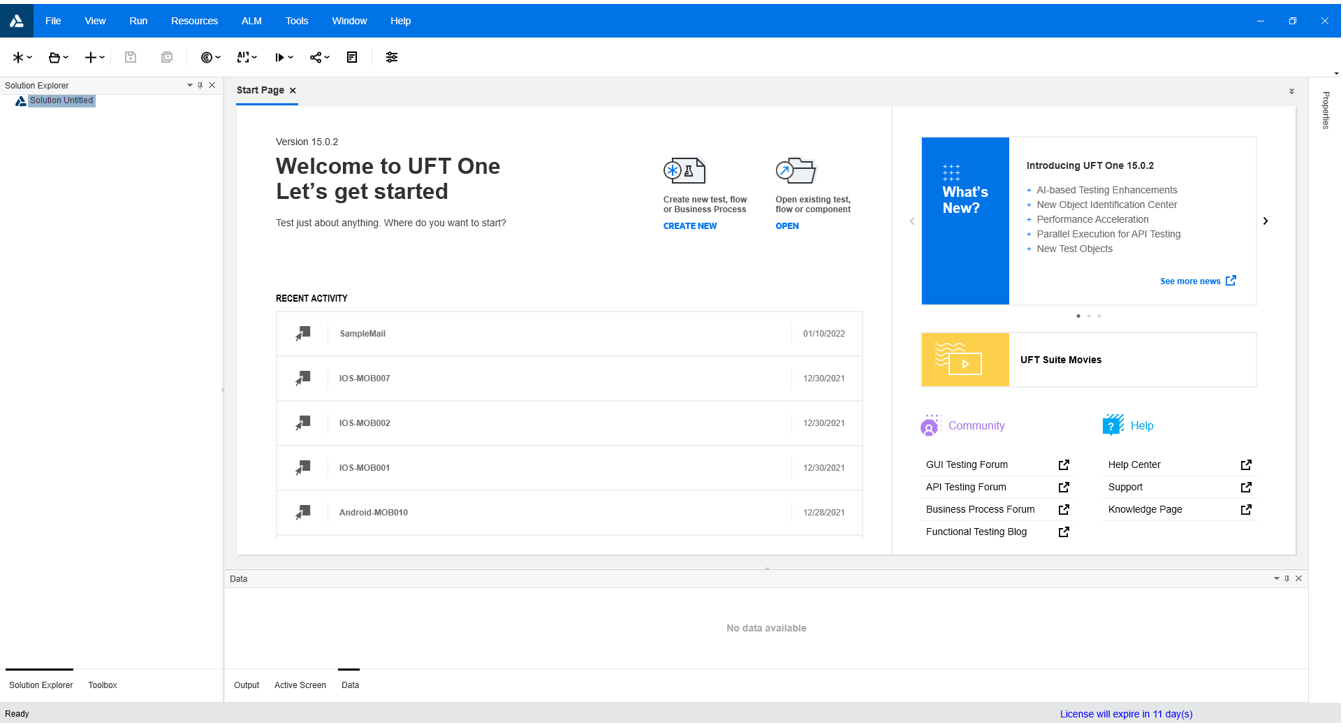 File View Run Resources ALM Tools Window Help
AI
Solution Explorer
Solution Untitled
Start Page
Properties
Version 15.0.2
Welcome to UFT One
Let's get started
Test just about anything. Where do you want to start?
Create new test, flow
or Business Process
CREATE NEW
Open existing test,
flow or component
OPEN
What's
New?
Introducing UFT One 15.0.2
AI-based Testing Enhancements
New Object Identification Center
Performance Acceleration
Parallel Execution for API Testing
New Test Objects
See more news
RECENT ACTIVITY
SampleMail 01/10/2022
IOS-MOB007 12/30/2021
IOS-MOB002 12/30/2021
IOS-MOB001 12/30/2021
Android-MOB010 12/28/2021
UFT Suite Movies
Community
GUI Testing Forum
API Testing Forum
Business Process Forum
Functional Testing Blog
? Help
Help Center
Support
Knowledge Page
Data
No data available
Solution Explorer Toolbox
Output Active Screen Data
Ready
License will expire in 11 day(s)